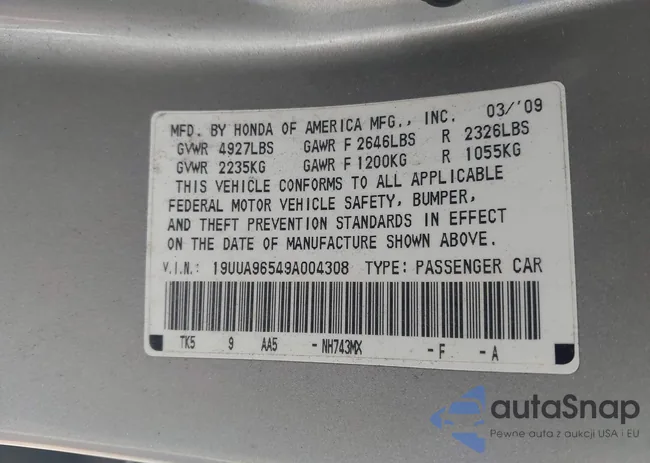 MFD. BY HONDA OF AMERICA MFG., INC. 03/'09
GVWR 4927LBS GAWR F 2646LBS R 2326LBS
GVWR 2235KG GAWR F 1200KG R 1055KG
THIS VEHICLE CONFORMS TO ALL APPLICABLE
FEDERAL MOTOR VEHICLE SAFETY, BUMPER,
AND THEFT PREVENTION STANDARDS IN EFFECT
ON THE DATE OF MANUFACTURE SHOWN ABOVE.
V.I.N.: 19UUA96549A004308 TYPE: PASSENGER CAR
TK5 9 AA5 -NH743MX -F -A
autaSnap
Pewne auta z aukcji USA i EU